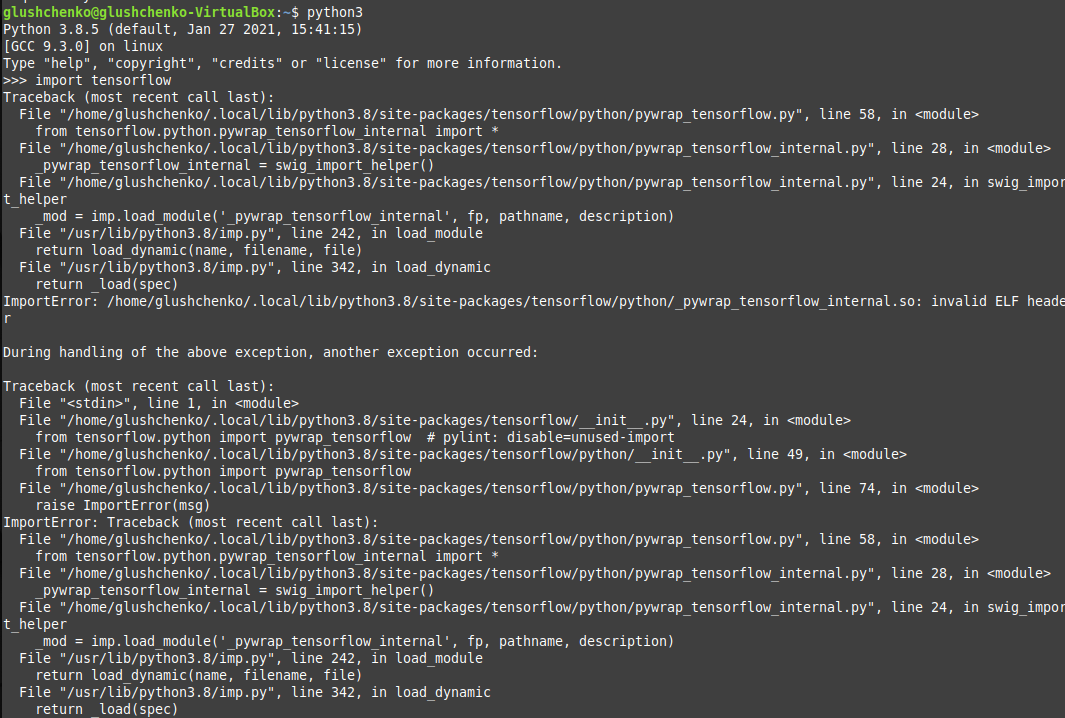 glushchenko@glushchenko-VirtualBox:~$ python3
Python 3.8.5 (default, Jan 27 2021, 15:41:15)
[GCC 9.3.0] on linux
Type "help", "copyright", "credits" or "license" for more information.
>>> import tensorflow
Traceback (most recent call last):
  File "/home/glushchenko/.local/lib/python3.8/site-packages/tensorflow/python/pywrap_tensorflow.py", line 58, in <module>
    from tensorflow.python.pywrap_tensorflow_internal import *
  File "/home/glushchenko/.local/lib/python3.8/site-packages/tensorflow/python/pywrap_tensorflow_internal.py", line 28, in <module>
    _pywrap_tensorflow_internal = swig_import_helper()
  File "/home/glushchenko/.local/lib/python3.8/site-packages/tensorflow/python/pywrap_tensorflow_internal.py", line 24, in swig_impor
t_helper
    _mod = imp.load_module('_pywrap_tensorflow_internal', fp, pathname, description)
  File "/usr/lib/python3.8/imp.py", line 242, in load_module
    return load_dynamic(name, filename, file)
  File "/usr/lib/python3.8/imp.py", line 342, in load_dynamic
    return _load(spec)
ImportError: /home/glushchenko/.local/lib/python3.8/site-packages/tensorflow/python/_pywrap_tensorflow_internal.so: invalid ELF heade
r

During handling of the above exception, another exception occurred:

Traceback (most recent call last):
  File "<stdin>", line 1, in <module>
  File "/home/glushchenko/.local/lib/python3.8/site-packages/tensorflow/__init__.py", line 24, in <module>
    from tensorflow.python import pywrap_tensorflow  # pylint: disable=unused-import
  File "/home/glushchenko/.local/lib/python3.8/site-packages/tensorflow/python/__init__.py", line 49, in <module>
    from tensorflow.python import pywrap_tensorflow
  File "/home/glushchenko/.local/lib/python3.8/site-packages/tensorflow/python/pywrap_tensorflow.py", line 74, in <module>
    raise ImportError(msg)
ImportError: Traceback (most recent call last):
  File "/home/glushchenko/.local/lib/python3.8/site-packages/tensorflow/python/pywrap_tensorflow.py", line 58, in <module>
    from tensorflow.python.pywrap_tensorflow_internal import *
  File "/home/glushchenko/.local/lib/python3.8/site-packages/tensorflow/python/pywrap_tensorflow_internal.py", line 28, in <module>
    _pywrap_tensorflow_internal = swig_import_helper()
  File "/home/glushchenko/.local/lib/python3.8/site-packages/tensorflow/python/pywrap_tensorflow_internal.py", line 24, in swig_impor
t_helper
    _mod = imp.load_module('_pywrap_tensorflow_internal', fp, pathname, description)
  File "/usr/lib/python3.8/imp.py", line 242, in load_module
    return load_dynamic(name, filename, file)
  File "/usr/lib/python3.8/imp.py", line 342, in load_dynamic
    return _load(spec)